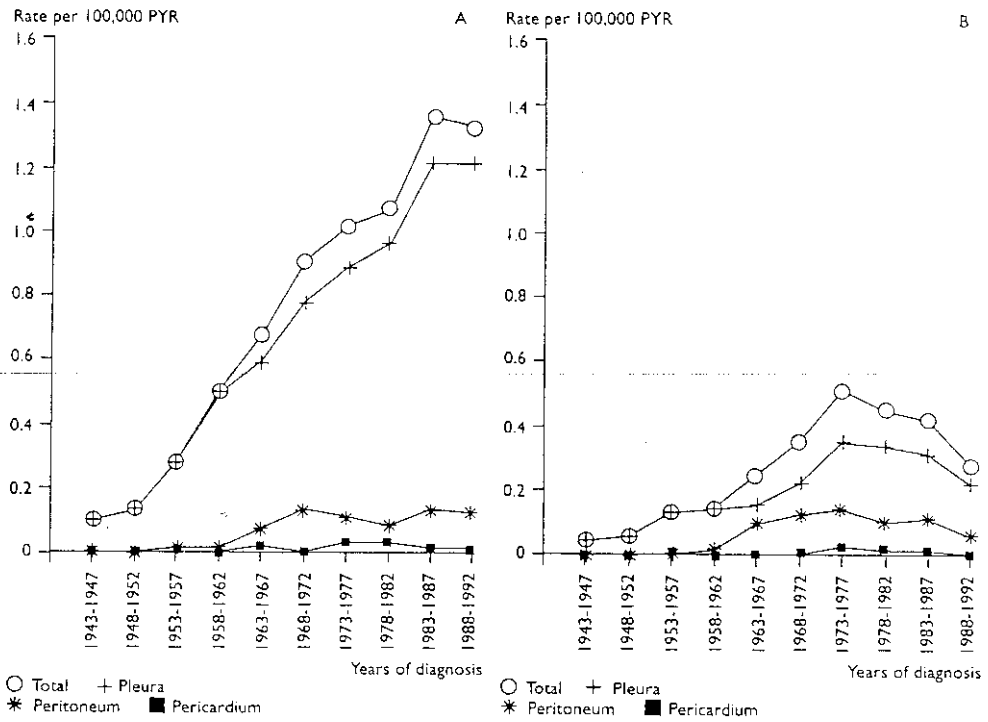 Rate per 100,000 PYR
A
1.6
1.4
1.2
1.0
0.8
0.6
0.4
0.2
0
1943-1947
1948-1952
1953-1957
1958-1962
1963-1967
1968-1972
1973-1977
1978-1982
1983-1987
1988-1992
Years of diagnosis
Total
Pleura
Peritoneum
Pericardium
Rate per 100,000 PYR
B
1.6
1.4
1.2
1.0
0.8
0.6
0.4
0.2
0
1943-1947
1948-1952
1953-1957
1958-1962
1963-1967
1968-1972
1973-1977
1978-1982
1983-1987
1988-1992
Years of diagnosis
Total
Pleura
Peritoneum
Pericardium